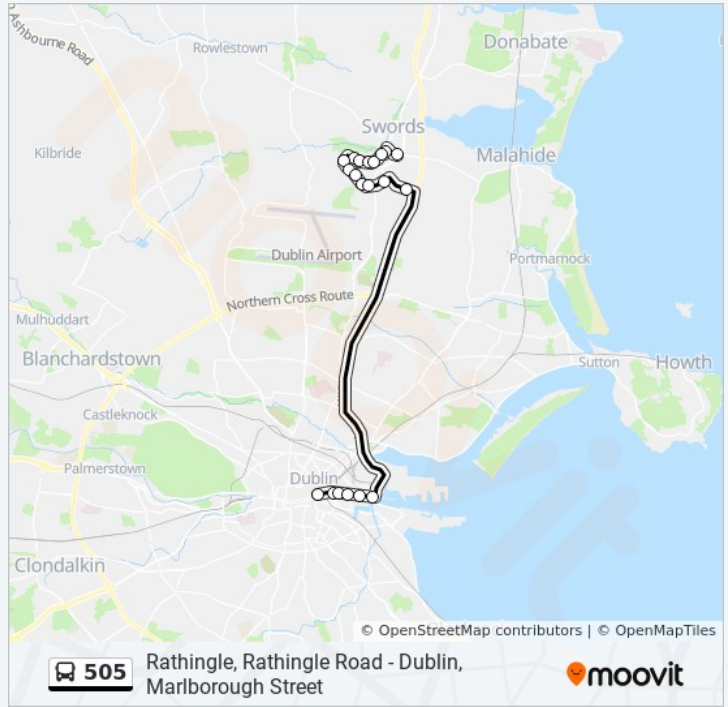 Ashbourne Road
Rowlestown
Donabate
Swords
Kilbride
Malahide
Dublin Airport
Portmarnock
Northern Cross Route
Mulhuddart
Blanchardstown
Sutton
Howth
Castleknock
Palmerstown
Dublin
Clondalkin
© OpenStreetMap contributors | © OpenMapTiles
505
Rathingle, Rathingle Road - Dublin,
Marlborough Street
moovit